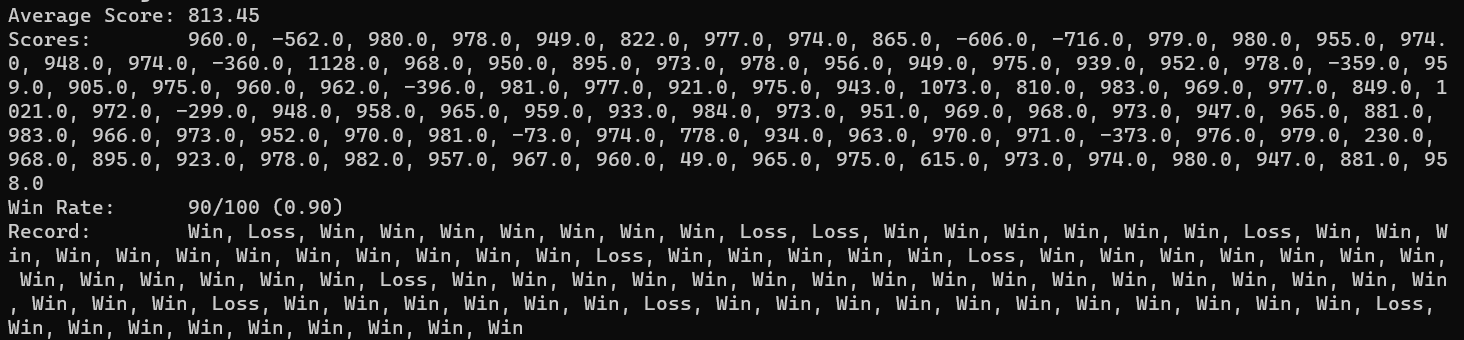 Average Score: 813.45
Scores:        960.0, -562.0, 980.0, 978.0, 949.0, 822.0, 977.0, 974.0, 865.0, -606.0, -716.0, 979.0, 980.0, 955.0, 974.
0, 948.0, 974.0, -360.0, 1128.0, 968.0, 950.0, 895.0, 973.0, 978.0, 956.0, 949.0, 975.0, 939.0, 952.0, 978.0, -359.0, 95
9.0, 905.0, 975.0, 960.0, 962.0, -396.0, 981.0, 977.0, 921.0, 975.0, 943.0, 1073.0, 810.0, 983.0, 969.0, 977.0, 849.0, 1
021.0, 972.0, -299.0, 948.0, 958.0, 965.0, 959.0, 933.0, 984.0, 973.0, 951.0, 969.0, 968.0, 973.0, 947.0, 965.0, 881.0,
983.0, 966.0, 973.0, 952.0, 970.0, 981.0, -73.0, 974.0, 778.0, 934.0, 963.0, 970.0, 971.0, -373.0, 976.0, 979.0, 230.0,
968.0, 895.0, 923.0, 978.0, 982.0, 957.0, 967.0, 960.0, 49.0, 965.0, 975.0, 615.0, 973.0, 974.0, 980.0, 947.0, 881.0, 95
8.0
Win Rate:      90/100 (0.90)
Record:        Win, Loss, Win, Win, Win, Win, Win, Win, Win, Loss, Loss, Win, Win, Win, Win, Win, Win, Loss, Win, Win, W
in, Win, Win, Win, Win, Win, Win, Win, Win, Win, Loss, Win, Win, Win, Win, Win, Loss, Win, Win, Win, Win, Win, Win, Win,
 Win, Win, Win, Win, Win, Win, Loss, Win, Win, Win, Win, Win, Win, Win, Win, Win, Win, Win, Win, Win, Win, Win, Win, Win
, Win, Win, Win, Loss, Win, Win, Win, Win, Win, Win, Loss, Win, Win, Win, Win, Win, Win, Win, Win, Win, Win, Win, Loss,
Win, Win, Win, Win, Win, Win, Win, Win, Win